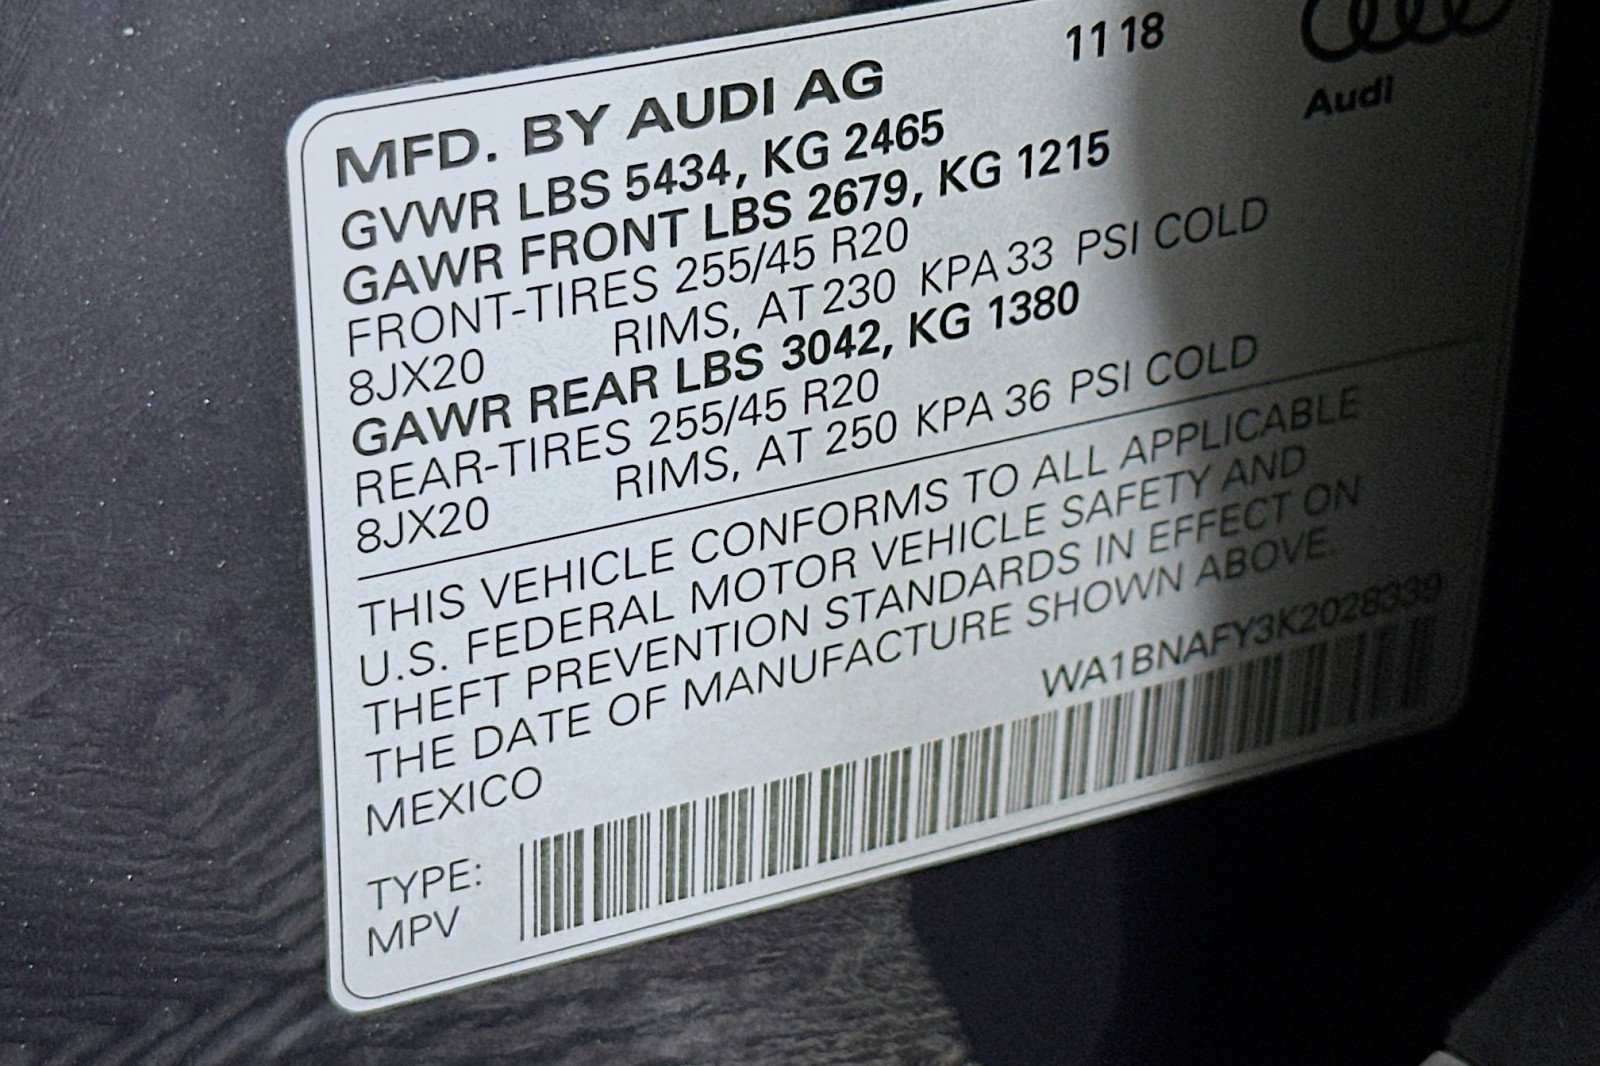 MFD. BY AUDI AG 11 18
Audi
GVWR LBS 5434, KG 2465
GAWR FRONT LBS 2679, KG 1215
FRONT-TIRES 255/45 R20
8JX20 RIMS, AT 230 KPA 33 PSI COLD
GAWR REAR LBS 3042, KG 1380
REAR-TIRES 255/45 R20
8JX20 RIMS, AT 250 KPA 36 PSI COLD
THIS VEHICLE CONFORMS TO ALL APPLICABLE
U.S. FEDERAL MOTOR VEHICLE SAFETY AND
THEFT PREVENTION STANDARDS IN EFFECT ON
THE DATE OF MANUFACTURE SHOWN ABOVE.
MEXICO WA1BNAFY3K2028339
TYPE:
MPV